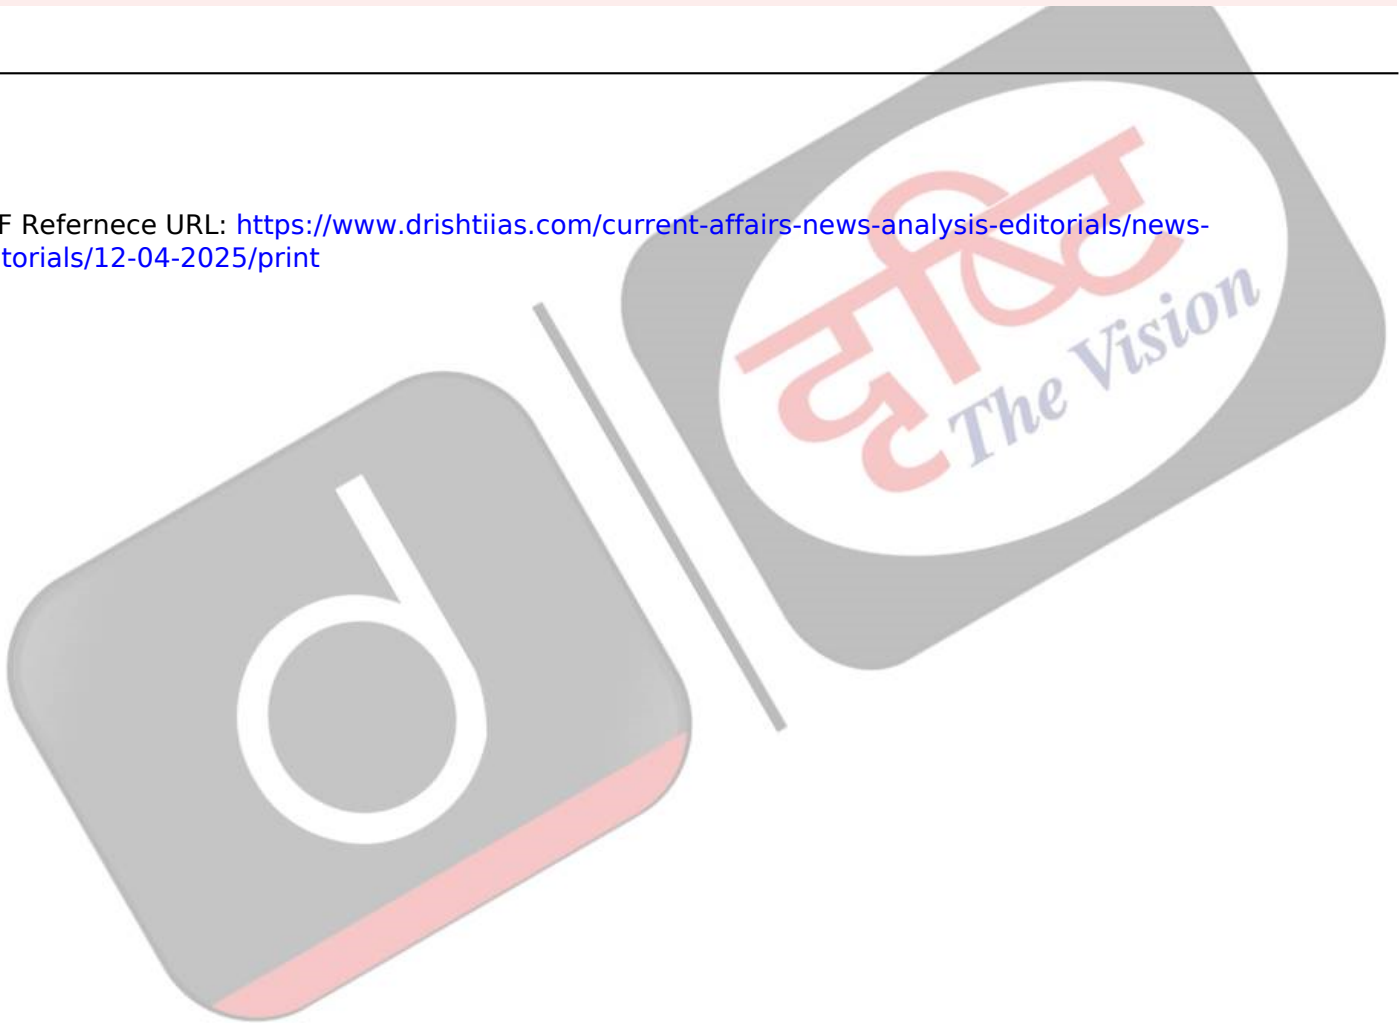 F Refernece URL: https://www.drishtiias.com/current-affairs-news-analysis-editorials/news-
torials/12-04-2025/print
दृष्टि
The Vision
d